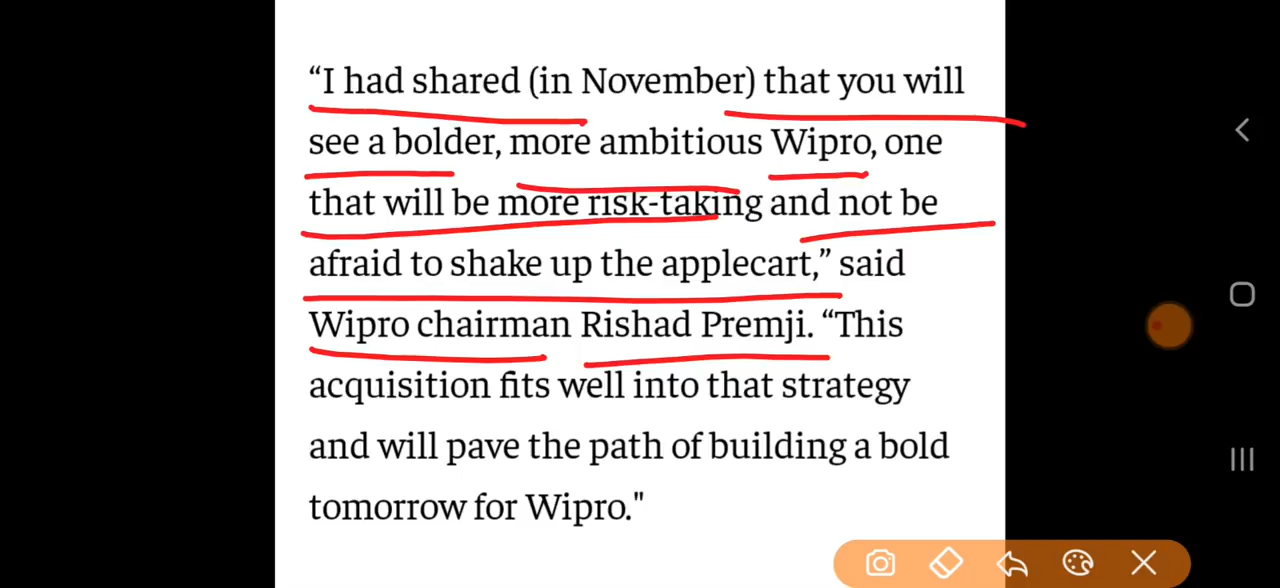 “I had shared (in November) that you will
see a bolder, more ambitious Wipro, one
that will be more risk-taking and not be
afraid to shake up the applecart,” said
Wipro chairman Rishad Premji. “This
acquisition fits well into that strategy
and will pave the path of building a bold
tomorrow for Wipro."